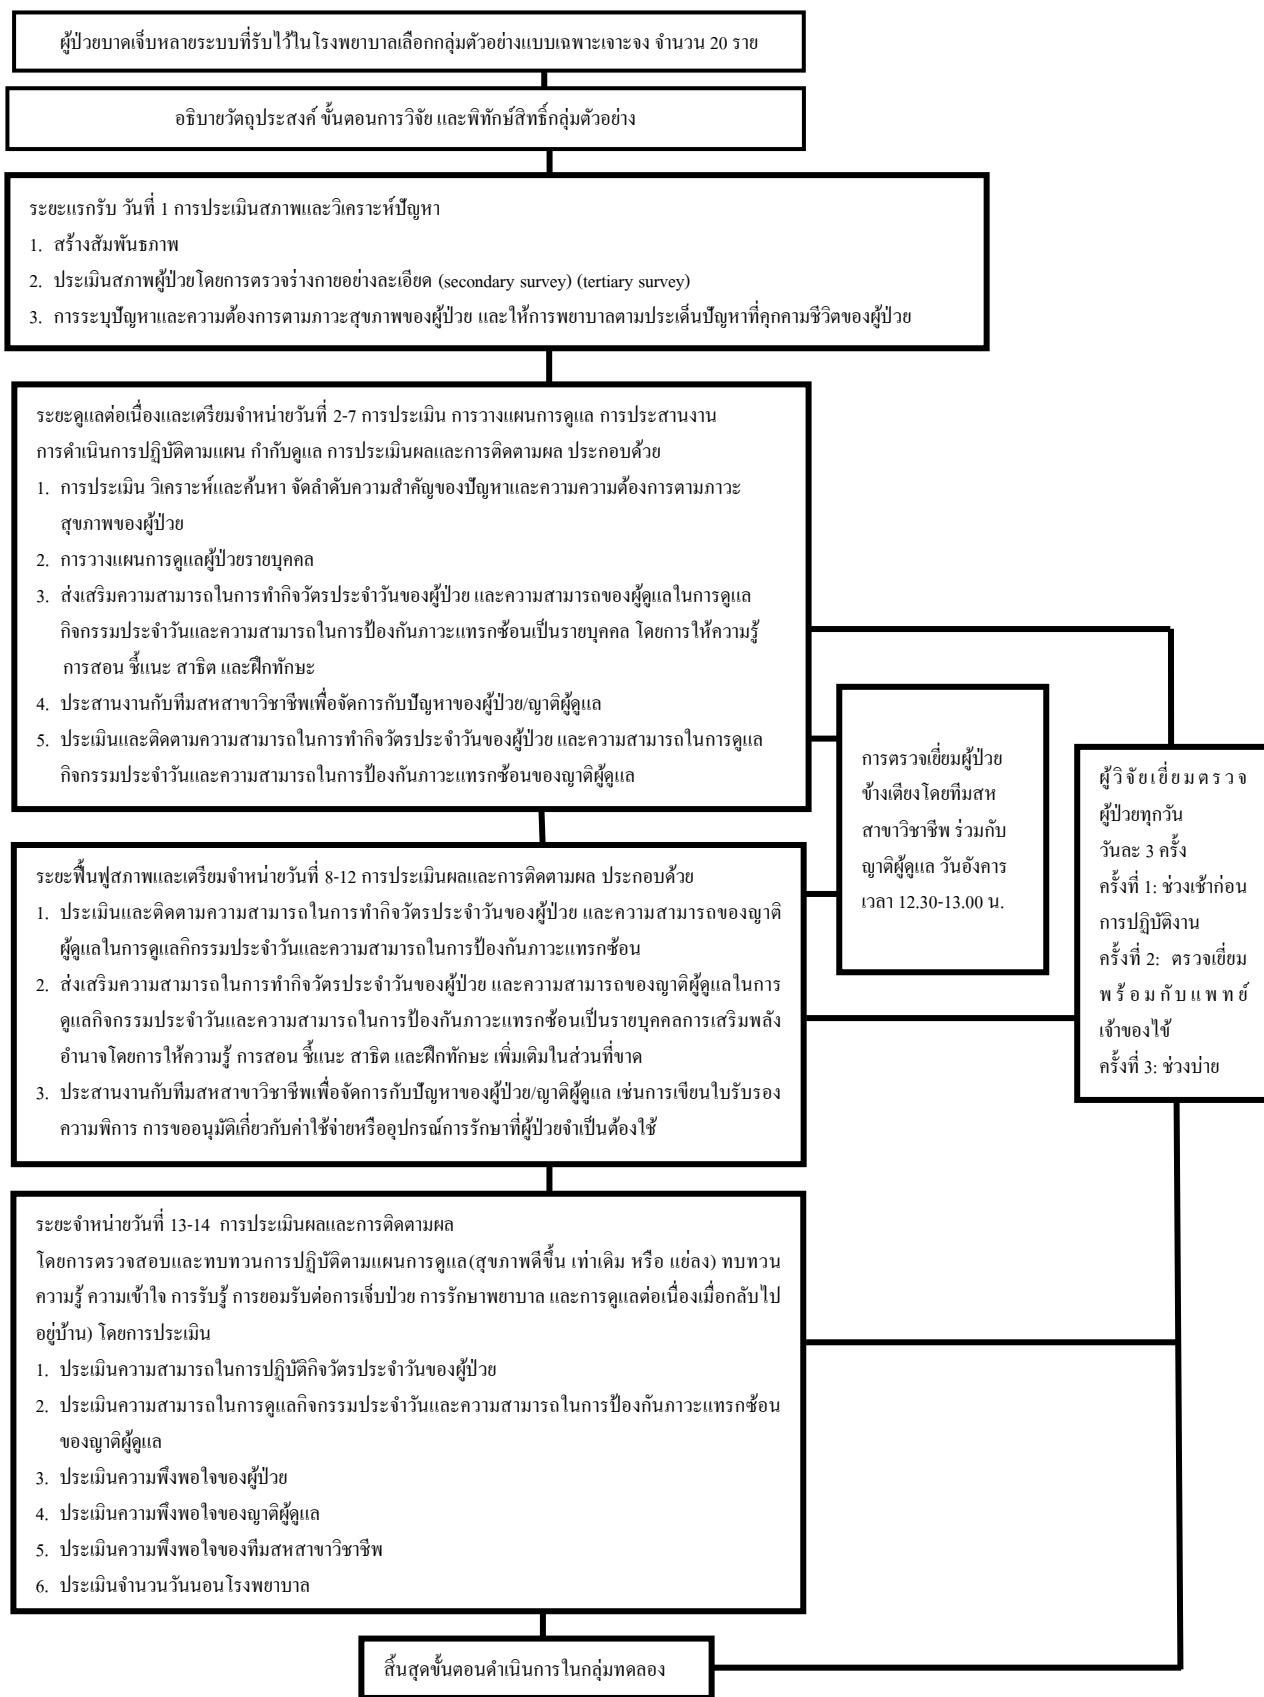 ผู้ป่วยบาดเจ็บหลายระบบที่รับไว้ในโรงพยาบาลเลือกกลุ่มตัวอย่างแบบเฉพาะเจาะจง จำนวน 20 ราย
อธิบายวัตถุประสงค์ ขั้นตอนการวิจัย และพิทักษ์สิทธิ์กลุ่มตัวอย่าง
ระยะแรกรับ วันที่ 1 การประเมินสภาพและวิเคราะห์ปัญหา
1. สร้างสัมพันธภาพ
2. ประเมินสภาพผู้ป่วยโดยการตรวจร่างกายอย่างละเอียด (secondary survey) (tertiary survey)
3. การระบุปัญหาและความต้องการตามภาวะสุขภาพของผู้ป่วย และให้การพยาบาลตามประเด็นปัญหาที่คุกคามชีวิตของผู้ป่วย
ระยะดูแลต่อเนื่องและเตรียมจำหน่ายวันที่ 2-7 การประเมิน การวางแผนการดูแล การประสานงาน
การดำเนินการปฏิบัติตามแผน กำกับดูแล การประเมินผลและการติดตามผล ประกอบด้วย
1. การประเมิน วิเคราะห์และค้นหา จัดลำดับความสำคัญของปัญหาและความความต้องการตามภาวะ
สุขภาพของผู้ป่วย
2. การวางแผนการดูแลผู้ป่วยรายบุคคล
3. ส่งเสริมความสามารถในการทำกิจวัตรประจำวันของผู้ป่วย และความสามารถของผู้ดูแลในการดูแล
กิจกรรมประจำวันและความสามารถในการป้องกันภาวะแทรกซ้อนเป็นรายบุคคล โดยการให้ความรู้
การสอน ชี้แนะ สาธิต และฝึกทักษะ
4. ประสานงานกับทีมสหสาขาวิชาชีพเพื่อจัดการกับปัญหาของผู้ป่วย/ญาติผู้ดูแล
5. ประเมินและติดตามความสามารถในการทำกิจวัตรประจำวันของผู้ป่วย และความสามารถในการดูแล
กิจกรรมประจำวันและความสามารถในการป้องกันภาวะแทรกซ้อนของญาติผู้ดูแล
การตรวจเยี่ยมผู้ป่วย
ข้างเตียงโดยทีมสห
สาขาวิชาชีพ ร่วมกับ
ญาติผู้ดูแล วันอังคาร
เวลา 12.30-13.00 น.
ผู้วิจัยเยี่ยมตรวจ
ผู้ป่วยทุกวัน
วันละ 3 ครั้ง
ครั้งที่ 1: ช่วงเช้าก่อน
การปฏิบัติงาน
ครั้งที่ 2: ตรวจเยี่ยม
พร้อมกับแพทย์
เจ้าของไข้
ครั้งที่ 3: ช่วงบ่าย
ระยะฟื้นฟูสภาพและเตรียมจำหน่ายวันที่ 8-12 การประเมินผลและการติดตามผล ประกอบด้วย
1. ประเมินและติดตามความสามารถในการทำกิจวัตรประจำวันของผู้ป่วย และความสามารถของญาติ
ผู้ดูแลในการดูแลกิกรรมประจำวันและความสามารถในการป้องกันภาวะแทรกซ้อน
2. ส่งเสริมความสามารถในการทำกิจวัตรประจำวันของผู้ป่วย และความสามารถของญาติผู้ดูแลในการ
ดูแลกิจกรรมประจำวันและความสามารถในการป้องกันภาวะแทรกซ้อนเป็นรายบุคคลการเสริมพลัง
อำนาจโดยการให้ความรู้ การสอน ชี้แนะ สาธิต และฝึกทักษะ เพิ่มเติมในส่วนที่ขาด
3. ประสานงานกับทีมสหสาขาวิชาชีพเพื่อจัดการกับปัญหาของผู้ป่วย/ญาติผู้ดูแล เช่นการเขียนใบรับรอง
ความพิการ การขออนุมัติเกี่ยวกับค่าใช้จ่ายหรืออุปกรณ์การรักษาที่ผู้ป่วยจำเป็นต้องใช้
ระยะจำหน่ายวันที่ 13-14 การประเมินผลและการติดตามผล
โดยการตรวจสอบและทบทวนการปฏิบัติตามแผนการดูแล(สุขภาพดีขึ้น เท่าเดิม หรือ แย่ลง) ทบทวน
ความรู้ ความเข้าใจ การรับรู้ การยอมรับต่อการเจ็บป่วย การรักษาพยาบาล และการดูแลต่อเนื่องเมื่อกลับไป
อยู่บ้าน) โดยการประเมิน
1. ประเมินความสามารถในการปฏิบัติกิจวัตรประจำวันของผู้ป่วย
2. ประเมินความสามารถในการดูแลกิจกรรมประจำวันและความสามารถในการป้องกันภาวะแทรกซ้อน
ของญาติผู้ดูแล
3. ประเมินความพึงพอใจของผู้ป่วย
4. ประเมินความพึงพอใจของญาติผู้ดูแล
5. ประเมินความพึงพอใจของทีมสหสาขาวิชาชีพ
6. ประเมินจำนวนวันนอนโรงพยาบาล
สิ้นสุดขั้นตอนดำเนินการในกลุ่มทดลอง